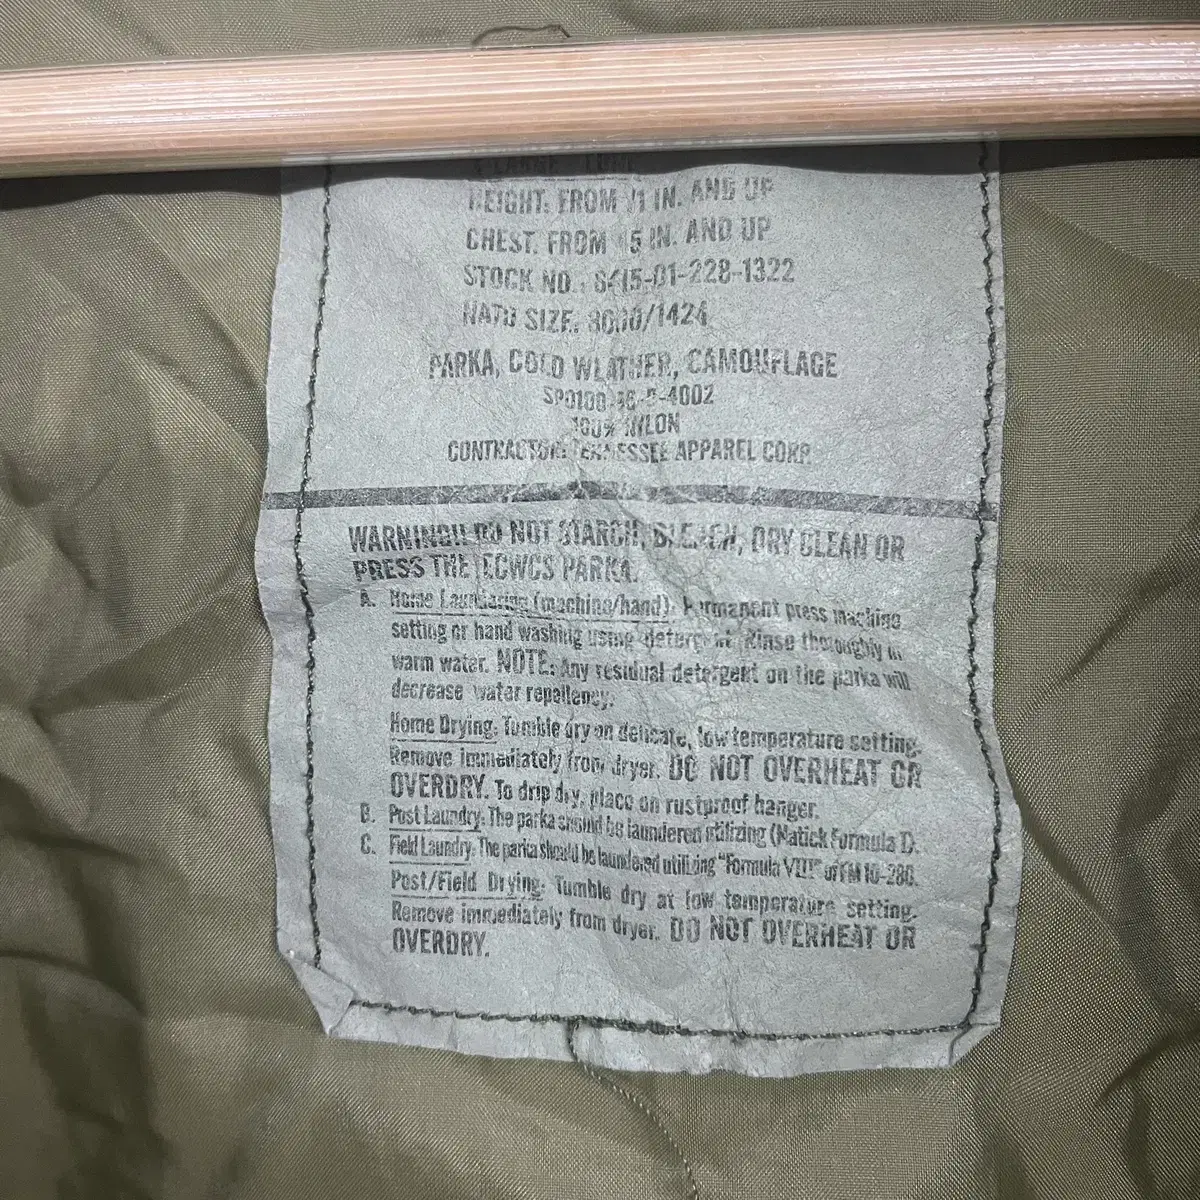 LARGE - LONG
HEIGHT: FROM 71 IN. AND UP
CHEST: FROM 45 IN. AND UP
STOCK NO.: 8415-01-228-1322
NATO SIZE: 8000/1424
PARKA, COLD WEATHER, CAMOUFLAGE
-4002
100% NYLON
CONTRACTOR: TENNESSEE APPAREL CORP.
WARNING!! DO NOT STARCH, BLEACH, DRY CLEAN OR
PRESS THE ECWCS PARKA.
A. Home Laundering (machine/hand): Permanent press machine
setting or hand washing using detergent. Rinse thoroughly in
warm water. NOTE: Any residual detergent on the parka will
decrease water repellency.
Home Drying: Tumble dry on delicate, low temperature setting.
Remove immediately from dryer. DO NOT OVERHEAT OR
OVERDRY. To drip dry, place on rustproof hanger.
B. Post Laundry: The parka should be laundered utilizing (Natick Formula I).
C. Field Laundry: The parka should be laundered utilizing "Formula VIII" of FM 10-280.
Post/Field Drying: Tumble dry at low temperature setting.
Remove immediately from dryer. DO NOT OVERHEAT OR
OVERDRY.